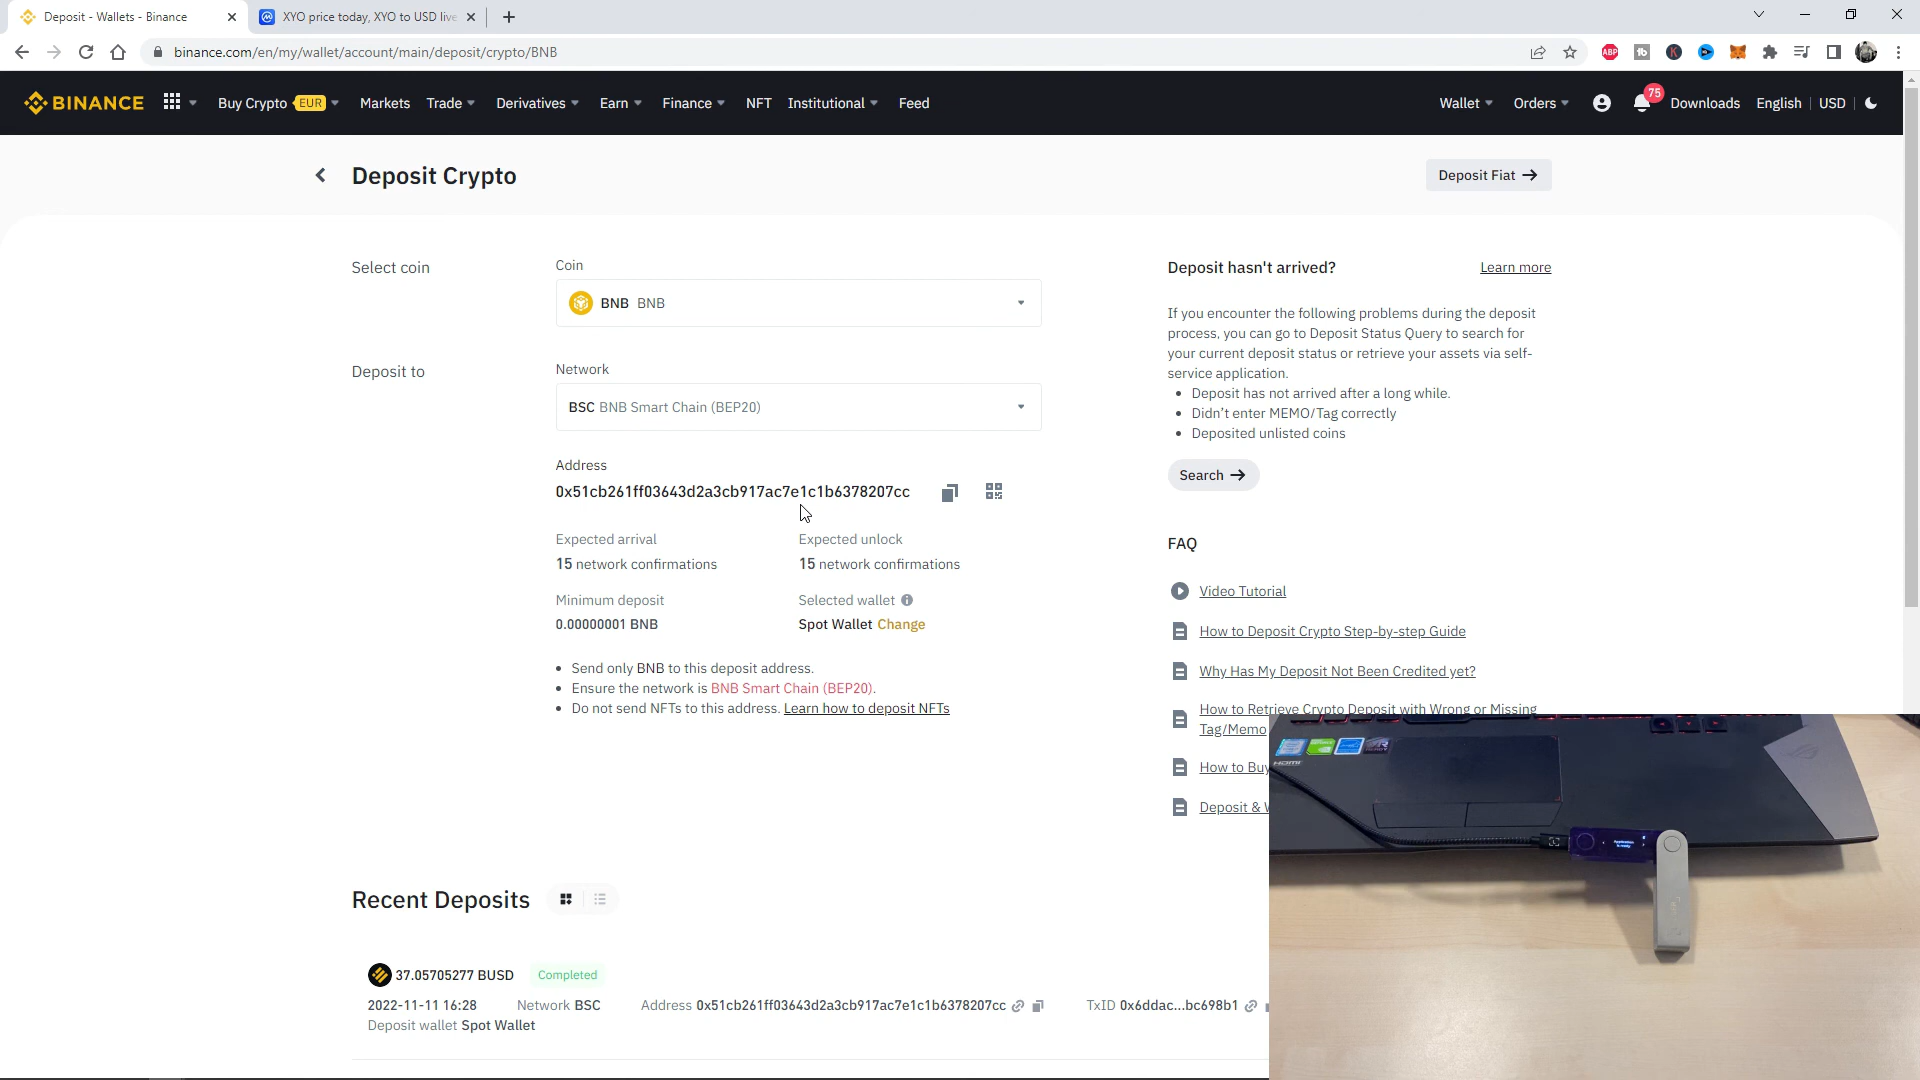 Deposit - Wallets - Binance
XYO price today, XYO to USD live
binance.com/en/my/wallet/account/main/deposit/crypto/BNB
ABP
BINANCE
Buy Crypto EUR
Markets
Trade
Derivatives
Earn
Finance
NFT
Institutional
Feed
Wallet
Orders
75
Downloads
English
USD
Deposit Crypto
Deposit Fiat
Select coin
Coin
BNB BNB
Deposit to
Network
BSC BNB Smart Chain (BEP20)
Address
0x51cb261ff03643d2a3cb917ac7e1c1b6378207cc
Expected arrival
15 network confirmations
Expected unlock
15 network confirmations
Minimum deposit
0.00000001 BNB
Selected wallet
Spot Wallet Change
• Send only BNB to this deposit address.
• Ensure the network is BNB Smart Chain (BEP20).
• Do not send NFTs to this address. Learn how to deposit NFTs
Deposit hasn't arrived?
Learn more
If you encounter the following problems during the deposit
process, you can go to Deposit Status Query to search for
your current deposit status or retrieve your assets via self-
service application.
• Deposit has not arrived after a long while.
• Didn't enter MEMO/Tag correctly
• Deposited unlisted coins
Search
FAQ
Video Tutorial
How to Deposit Crypto Step-by-step Guide
Why Has My Deposit Not Been Credited yet?
How to Retrieve Crypto Deposit with Wrong or Missing
Tag/Memo
How to Buy
Deposit &
HDMI
Application
is ready
Recent Deposits
37.05705277 BUSD
Completed
2022-11-11 16:28
Network BSC
Address 0x51cb261ff03643d2a3cb917ac7e1c1b6378207cc
TxID 0x6ddac...bc698b1
Deposit wallet Spot Wallet